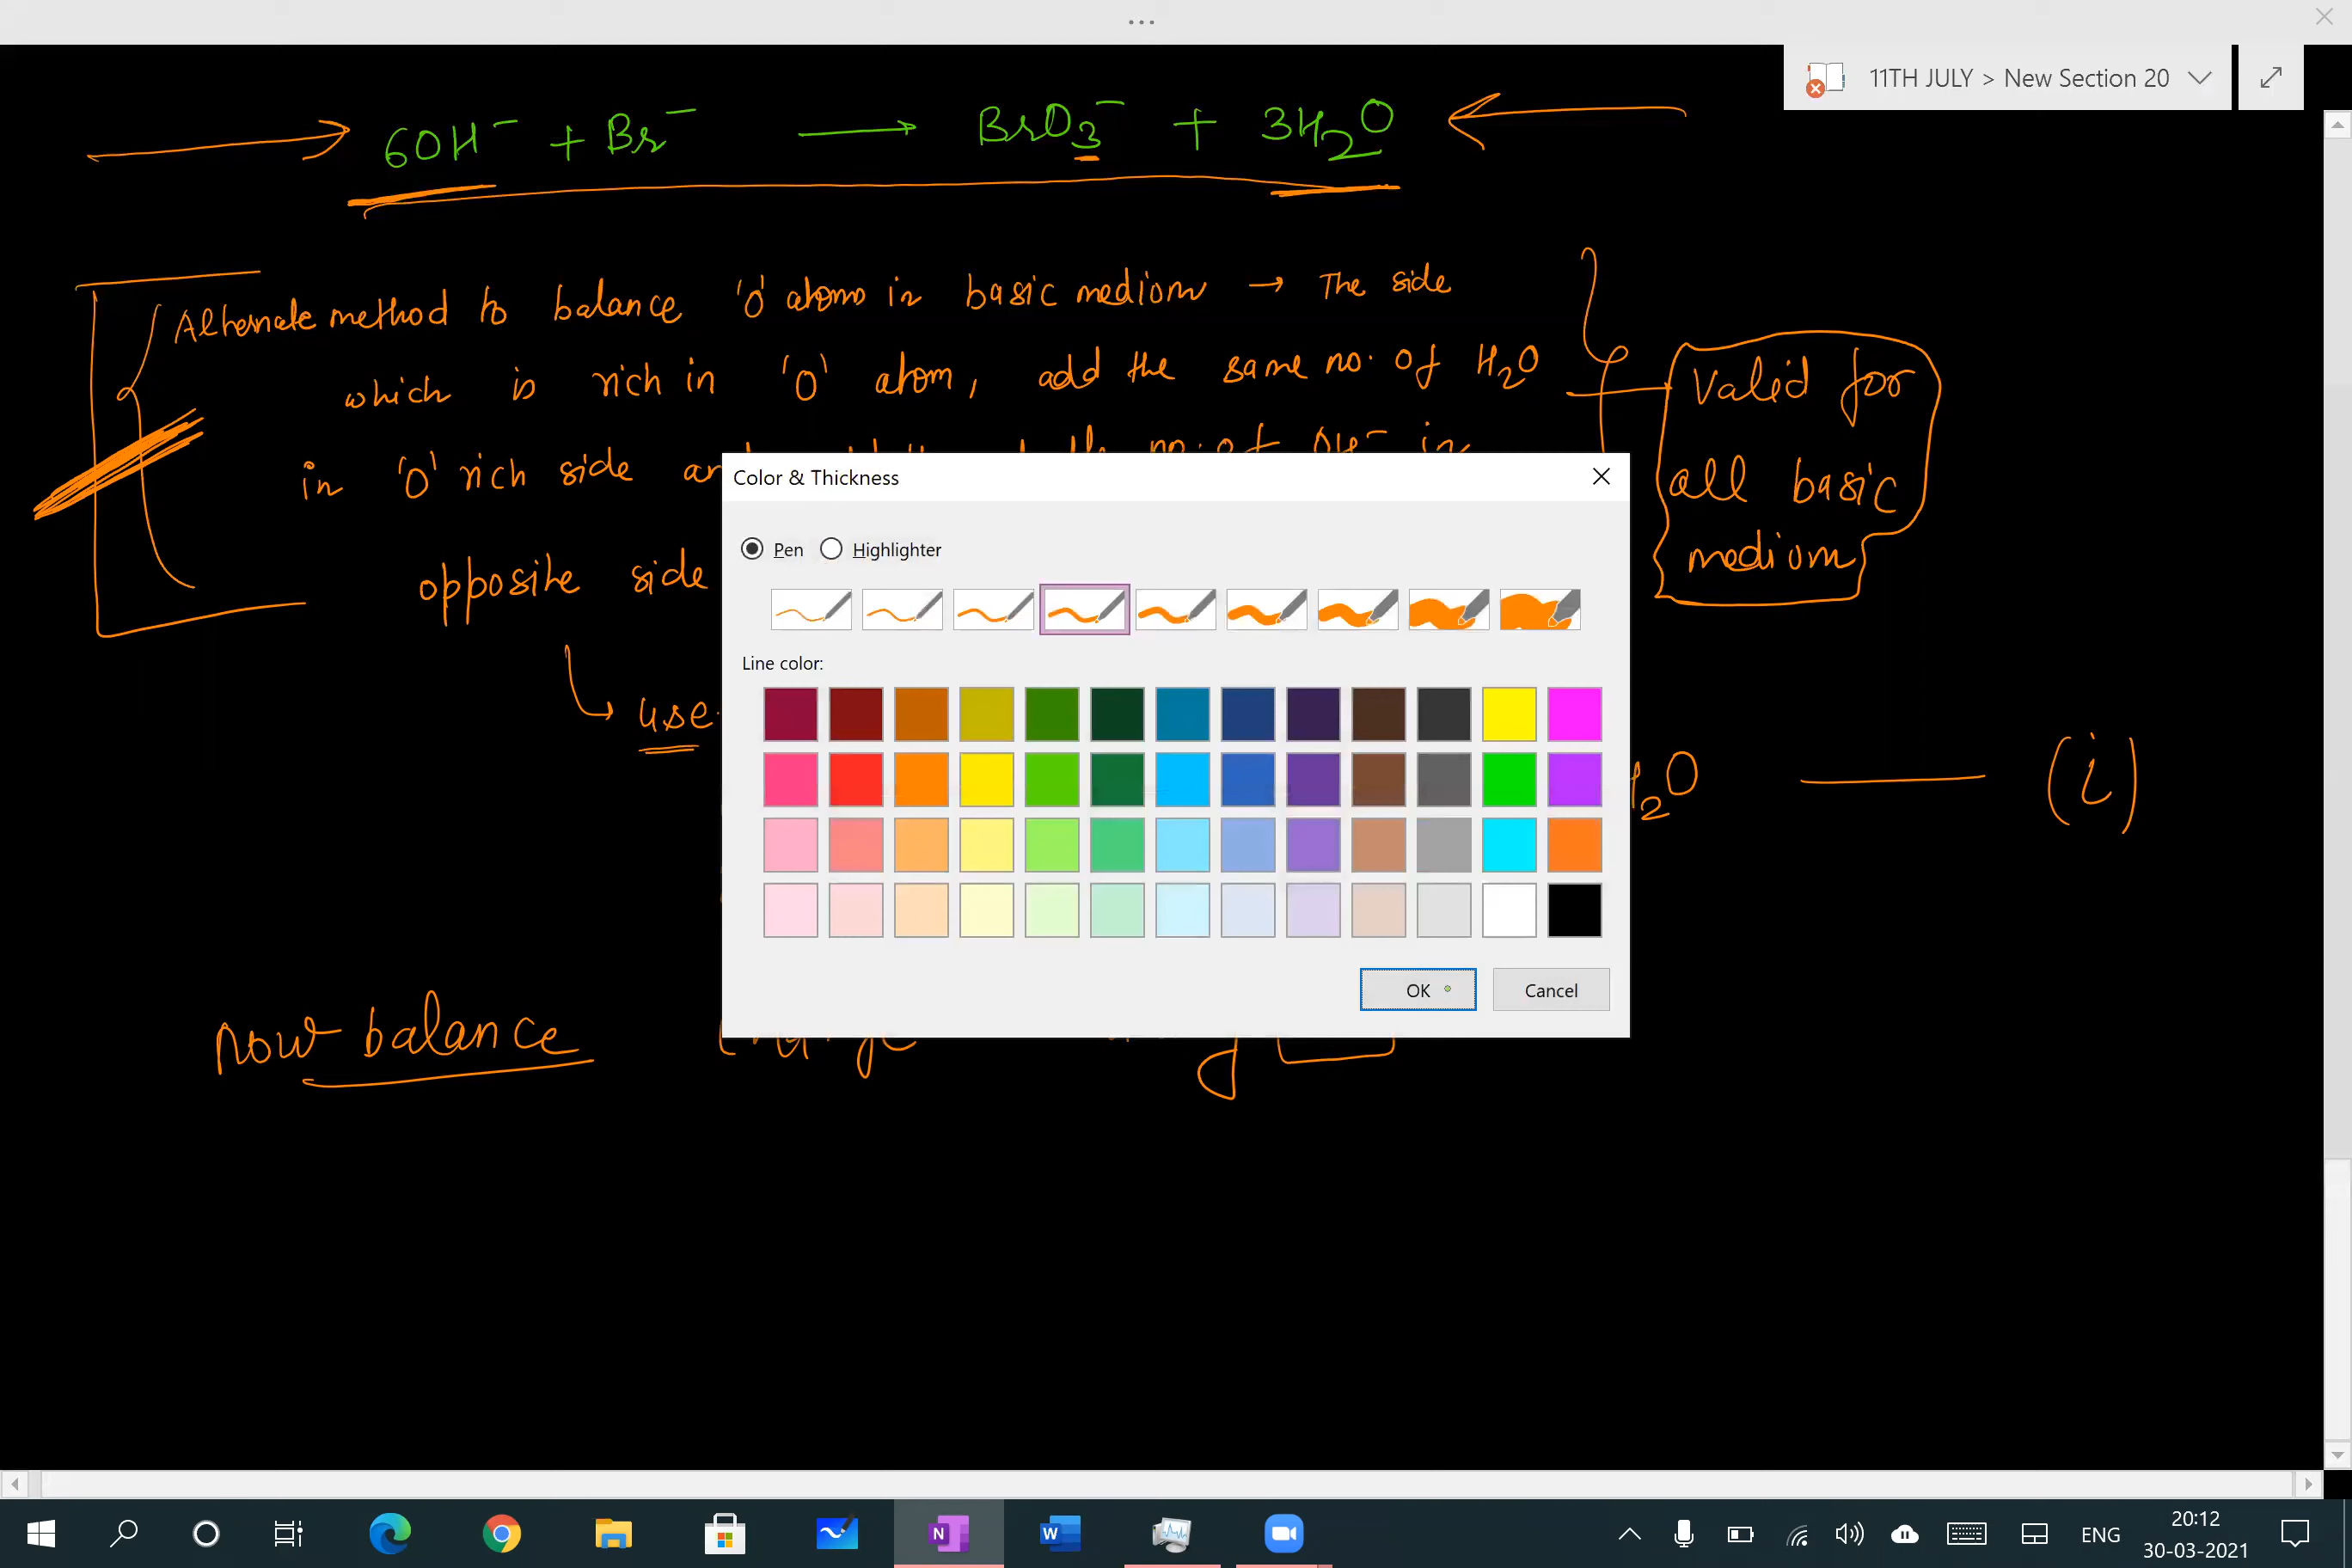 11TH JULY > New Section 20
6OH⁻ + Br⁻ → BrO₃⁻ + 3H₂O
Alternate method to balance 'O' atoms in basic medium → The side
which is rich in 'O' atom, add the same no. of H₂O
in 'O' rich side
opposite side
Valid for
all basic
medium
Color & Thickness
Pen Highlighter
Line color:
use
H₂O (i)
OK Cancel
Now balance
N W
ENG
20:12
30-03-2021